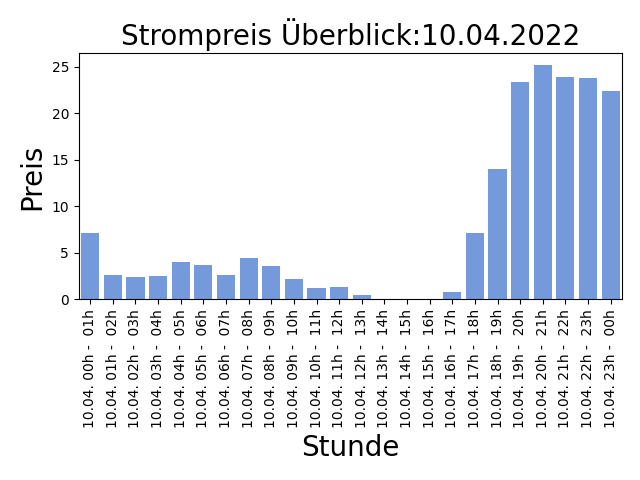 Strompreis Überblick:10.04.2022
25
20
15
10
5
0
Preis
10.04. 00h - 01h
10.04. 01h - 02h
10.04. 02h - 03h
10.04. 03h - 04h
10.04. 04h - 05h
10.04. 05h - 06h
10.04. 06h - 07h
10.04. 07h - 08h
10.04. 08h - 09h
10.04. 09h - 10h
10.04. 10h - 11h
10.04. 11h - 12h
10.04. 12h - 13h
10.04. 13h - 14h
10.04. 14h - 15h
10.04. 15h - 16h
10.04. 16h - 17h
10.04. 17h - 18h
10.04. 18h - 19h
10.04. 19h - 20h
10.04. 20h - 21h
10.04. 21h - 22h
10.04. 22h - 23h
10.04. 23h - 00h
Stunde